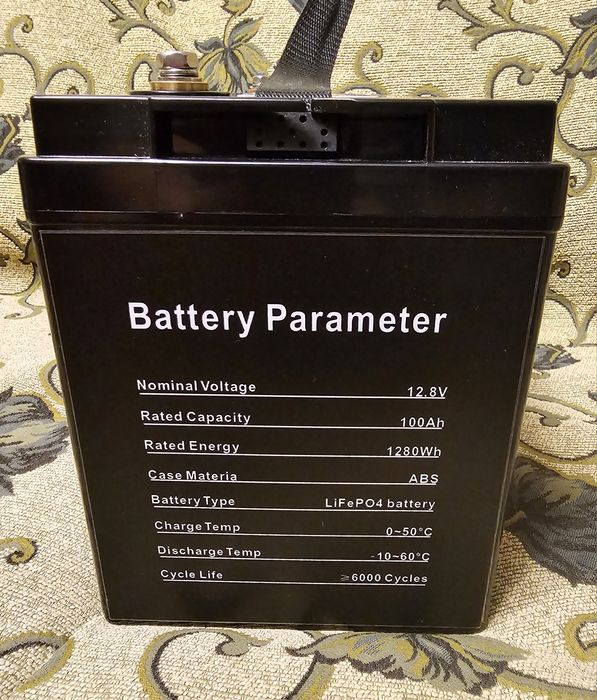 Battery Parameter
Nominal Voltage 12.8V
Rated Capacity 100Ah
Rated Energy 1280Wh
Case Materia ABS
Battery Type LiFePO4 battery
Charge Temp 0~50°C
Discharge Temp -10~60°C
Cycle Life ≥6000 Cycles